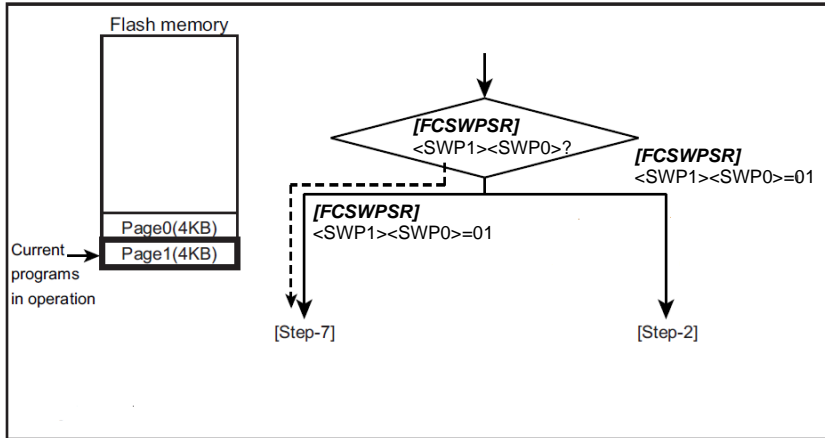 Flash memory
Page0(4KB)
Page1(4KB)
Current
programs
in operation
[FCSWPSR]
<SWP1><SWP0>?
[FCSWPSR]
<SWP1><SWP0>=01
[FCSWPSR]
<SWP1><SWP0>=01
[Step-7]
[Step-2]